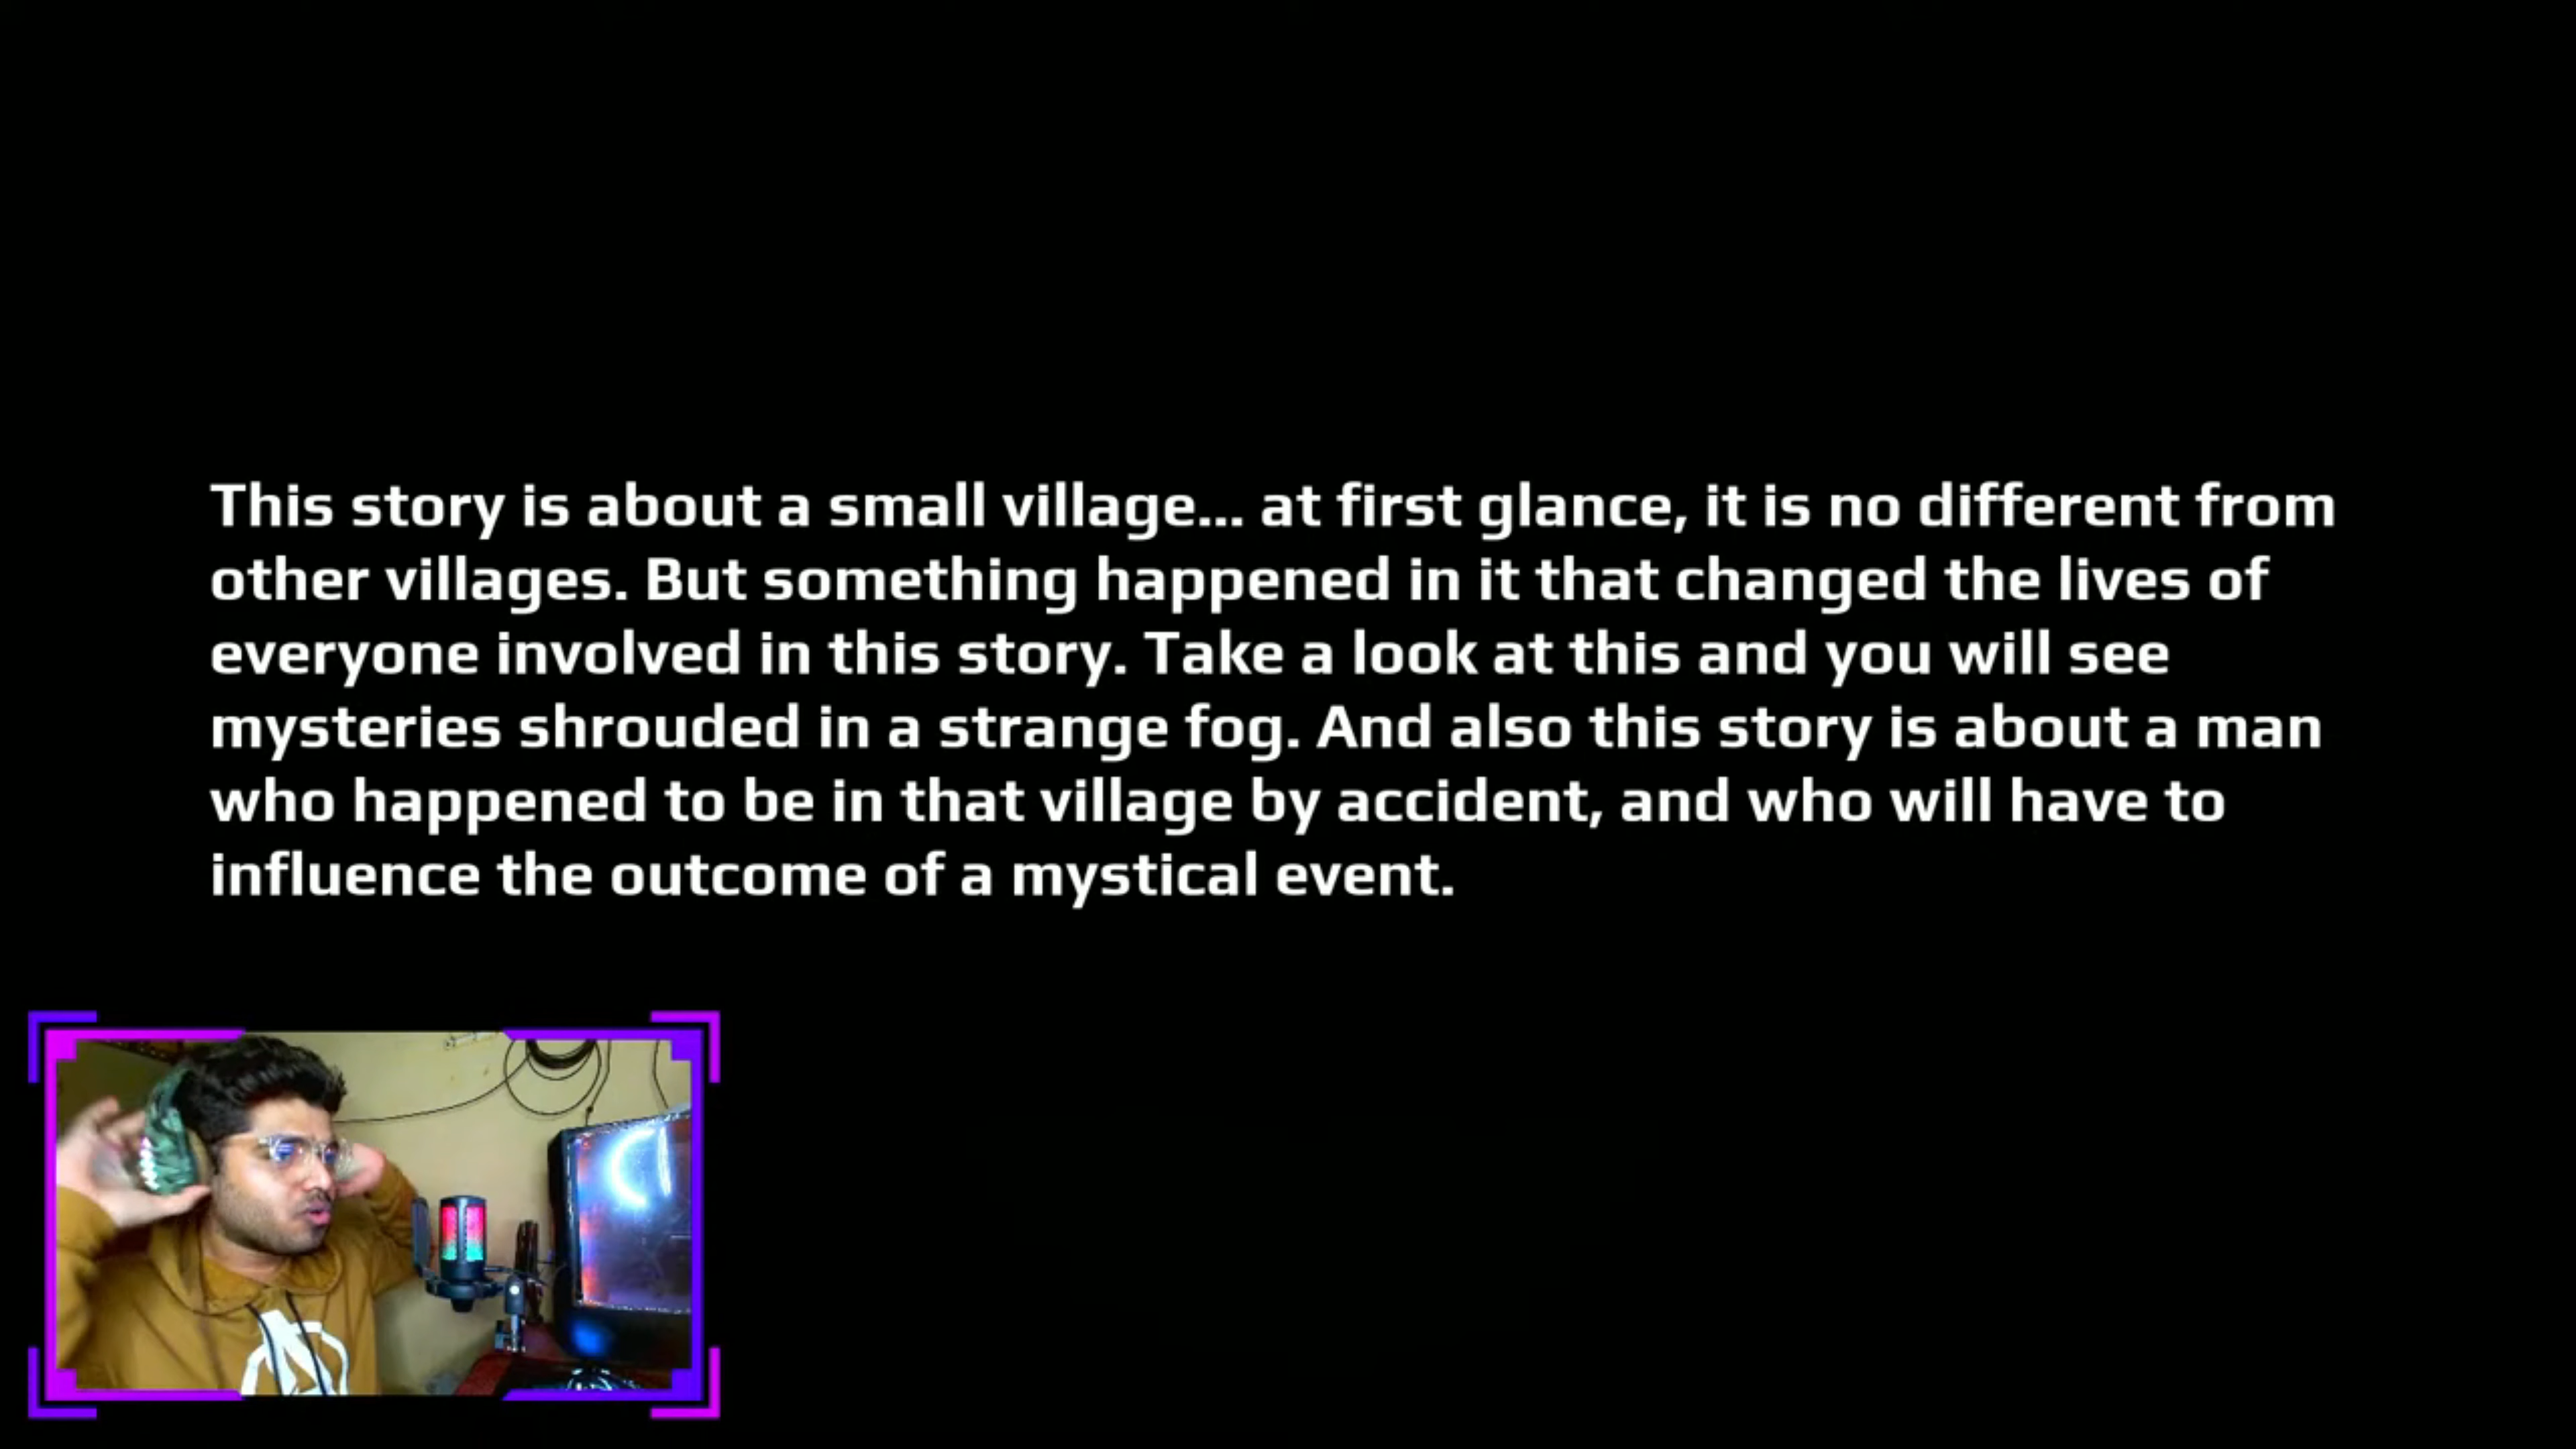 This story is about a small village... at first glance, it is no different from
other villages. But something happened in it that changed the lives of
everyone involved in this story. Take a look at this and you will see
mysteries shrouded in a strange fog. And also this story is about a man
who happened to be in that village by accident, and who will have to
influence the outcome of a mystical event.